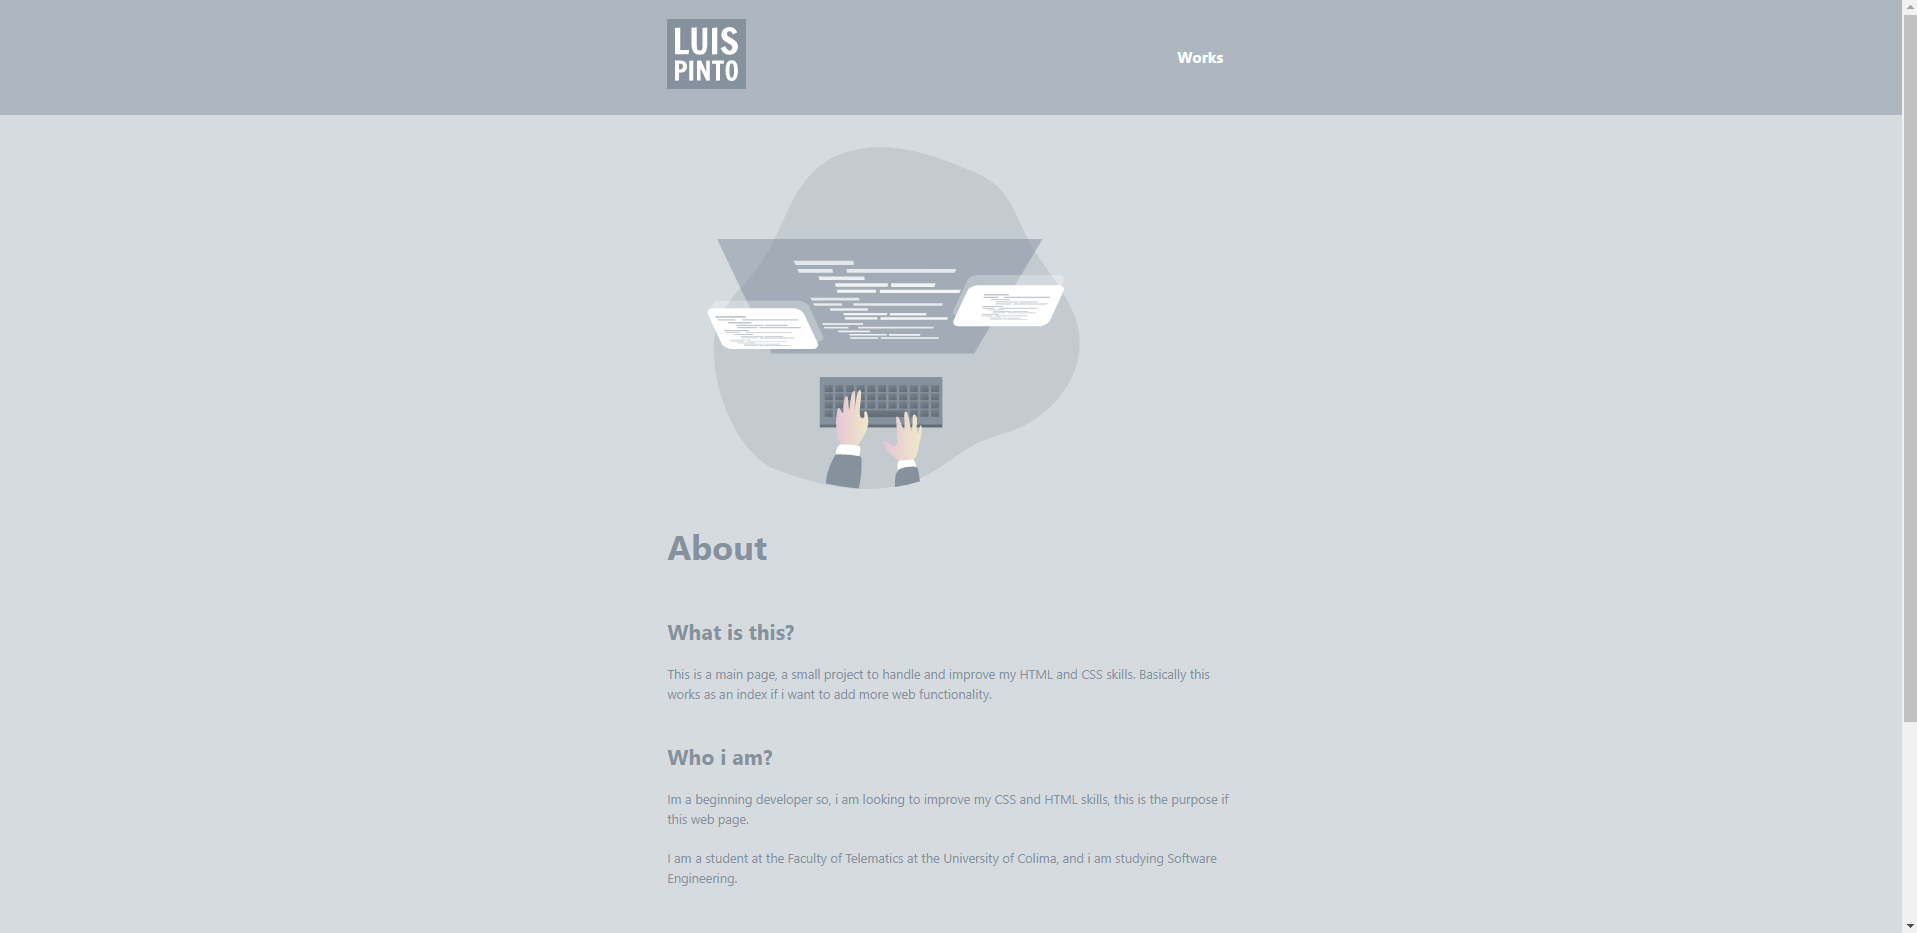 LUIS
PINTO
Works
About
What is this?
This is a main page, a small project to handle and improve my HTML and CSS skills. Basically this
works as an index if i want to add more web functionality.
Who i am?
Im a beginning developer so, i am looking to improve my CSS and HTML skills, this is the purpose if
this web page.
I am a student at the Faculty of Telematics at the University of Colima, and i am studying Software
Engineering.